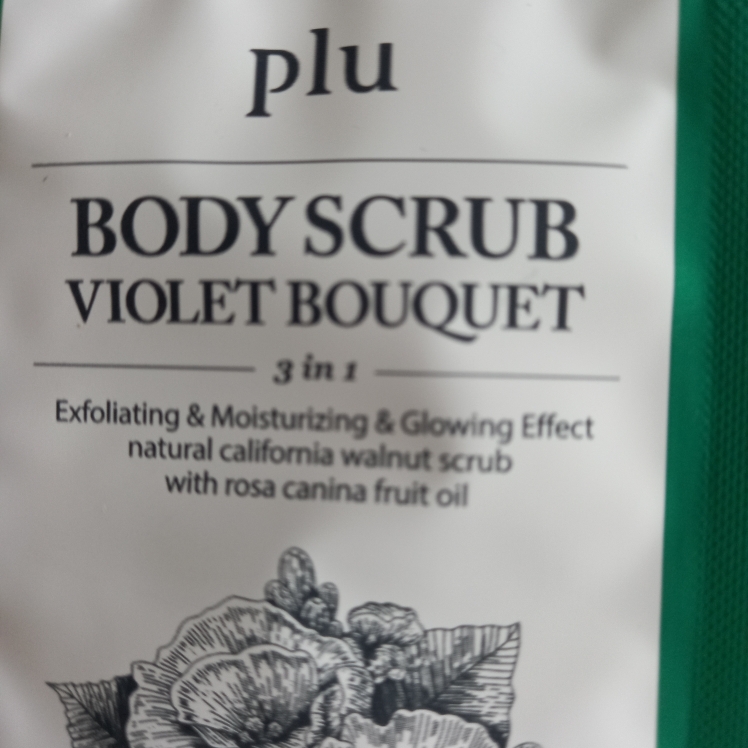 plu
BODY SCRUB
VIOLET BOUQUET
3 in 1
Exfoliating & Moisturizing & Glowing Effect
natural california walnut scrub
with rosa canina fruit oil